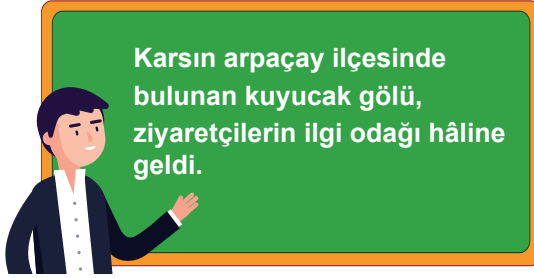 Karsın arpaçay ilçesinde
bulunan kuyucak gölü,
ziyaretçilerin ilgi odağı hâline
geldi.